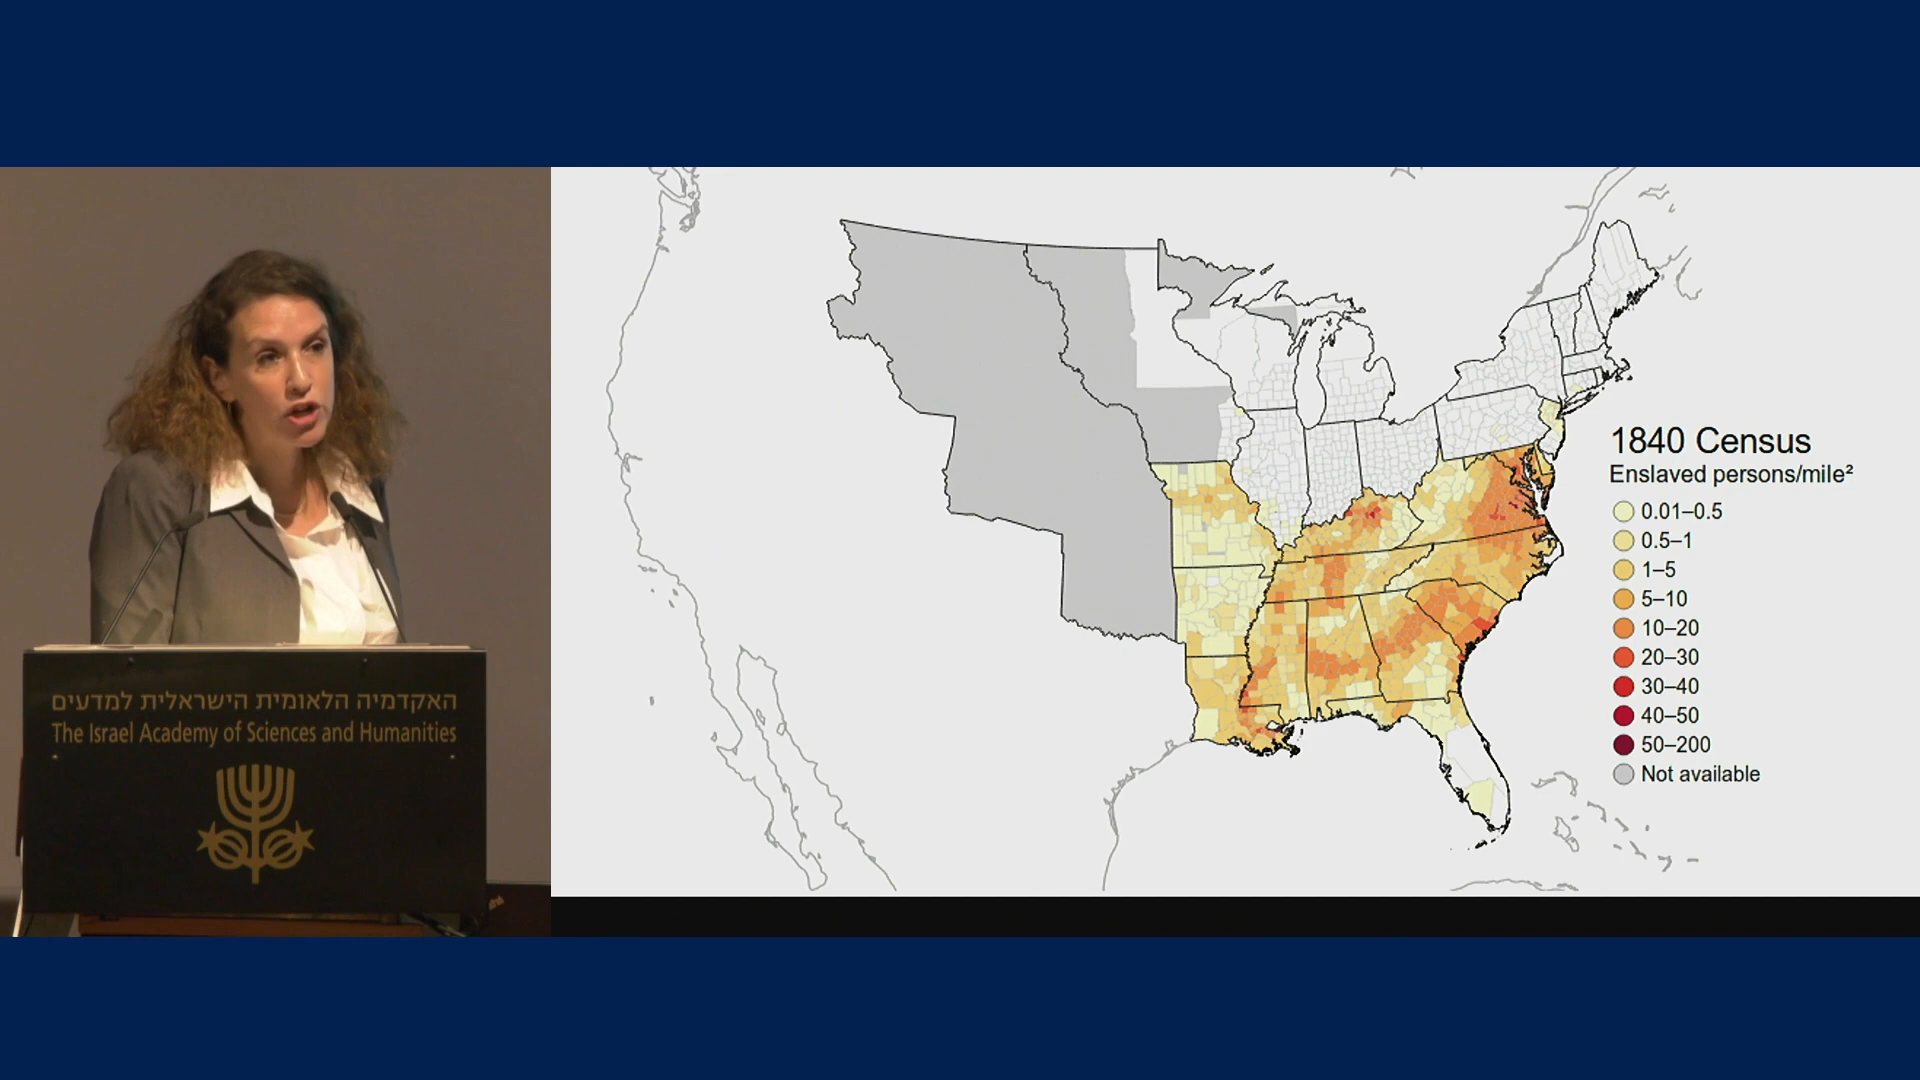 האקדמיה הלאומית הישראלית למדעים
The Israel Academy of Sciences and Humanities
1840 Census
Enslaved persons/mile²
0.01–0.5
0.5–1
1–5
5–10
10–20
20–30
30–40
40–50
50–200
Not available